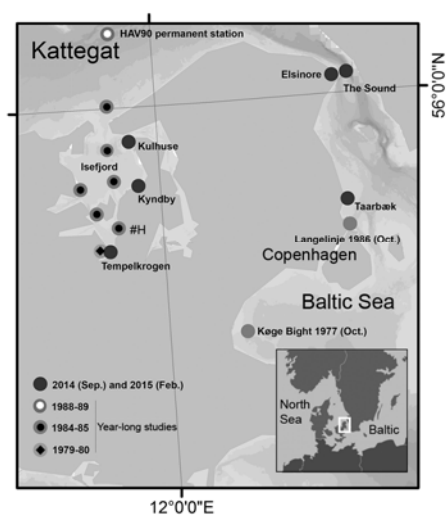 Kattegat
HAV90 permanent station
Elsinore
The Sound
56°0'0"N
Kulhuse
Isefjord
Kyndby
#H
Tempelkrogen
Taarbæk
Langelinje 1986 (Oct.)
Copenhagen
Baltic Sea
Køge Bight 1977 (Oct.)
2014 (Sep.) and 2015 (Feb.)
1988-89
1984-85
Year-long studies
1979-80
North
Sea
Baltic
12°0'0"E